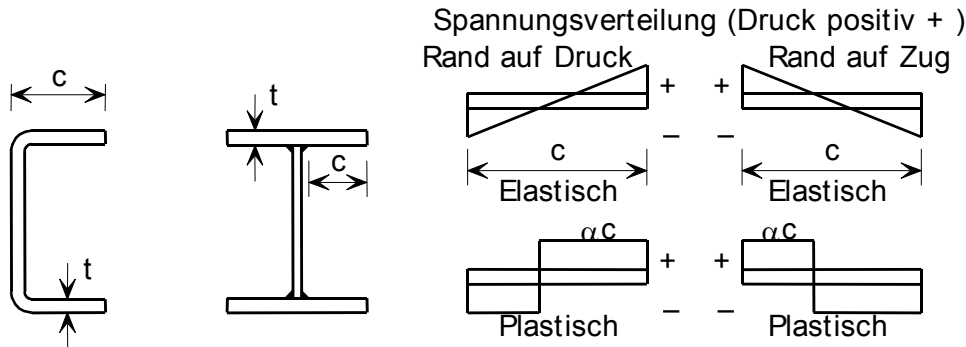 Spannungsverteilung (Druck positiv + )
Rand auf Druck Rand auf Zug
c
t
+ +
c
– –
c c
Elastisch Elastisch
αc αc
t
+ +
Plastisch – – Plastisch